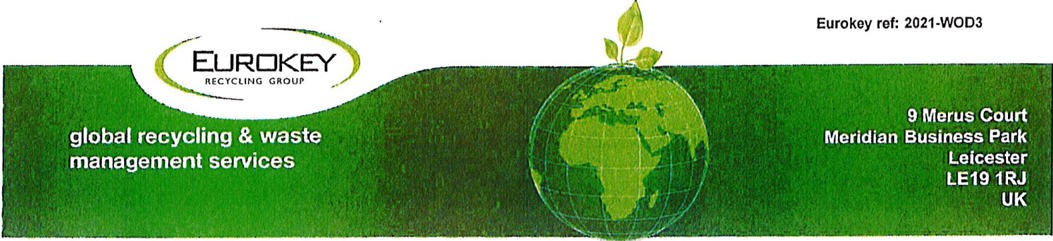 Eurokey ref: 2021-WOD3
EUROKEY
RECYCLING GROUP
global recycling & waste
management services
9 Merus Court
Meridian Business Park
Leicester
LE19 1RJ
UK